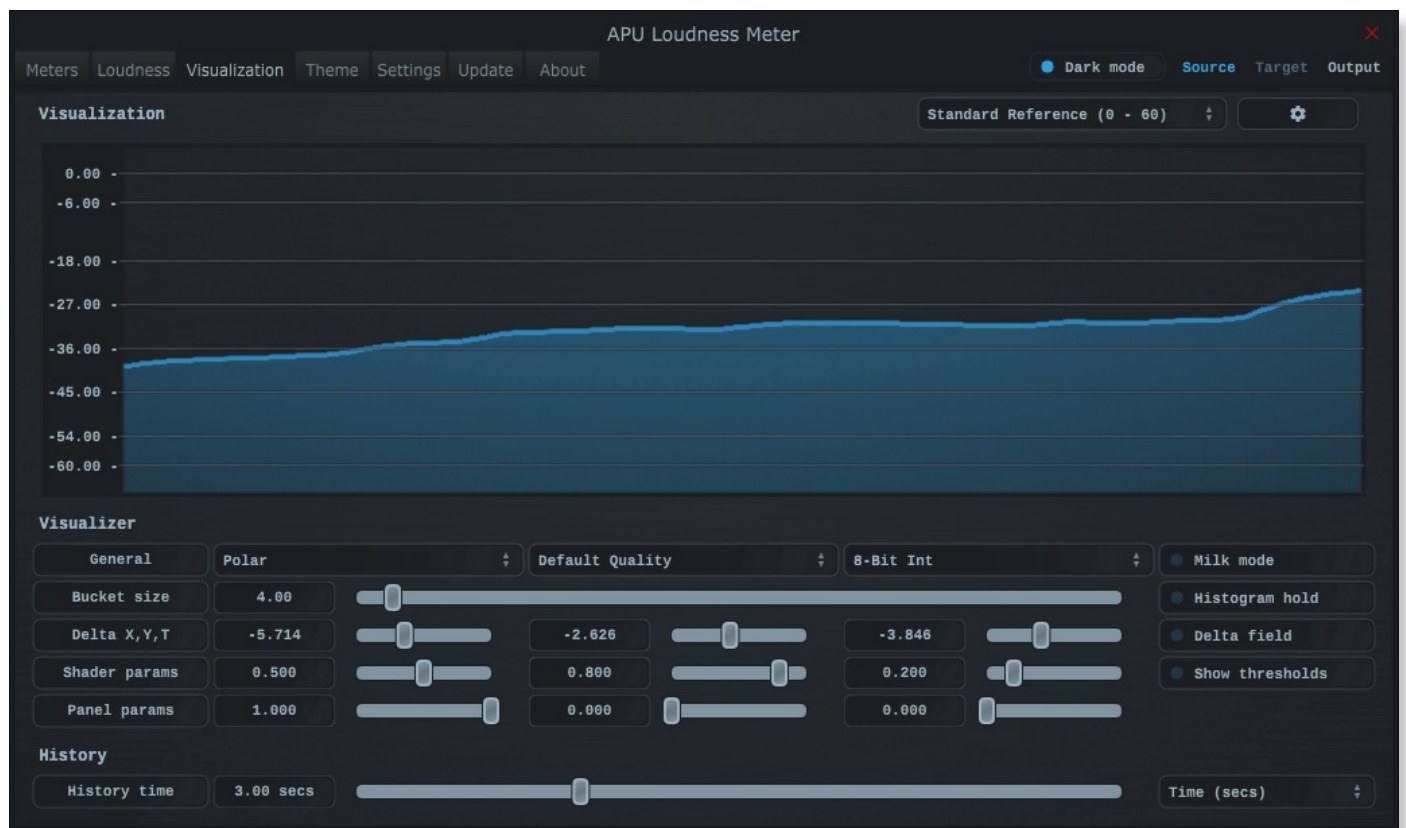 APU Loudness Meter
Meters Loudness Visualization Theme Settings Update About Dark mode Source Target Output
Visualization Standard Reference (0 - 60)
0.00 -
-6.00 -
-18.00 -
-27.00 -
-36.00 -
-45.00 -
-54.00 -
-60.00 -
Visualizer
General Polar Default Quality 8-Bit Int Milk mode
Bucket size 4.00 Histogram hold
Delta X,Y,T -5.714 -2.626 -3.846 Delta field
Shader params 0.500 0.800 0.200 Show thresholds
Panel params 1.000 0.000 0.000
History
History time 3.00 secs Time (secs)